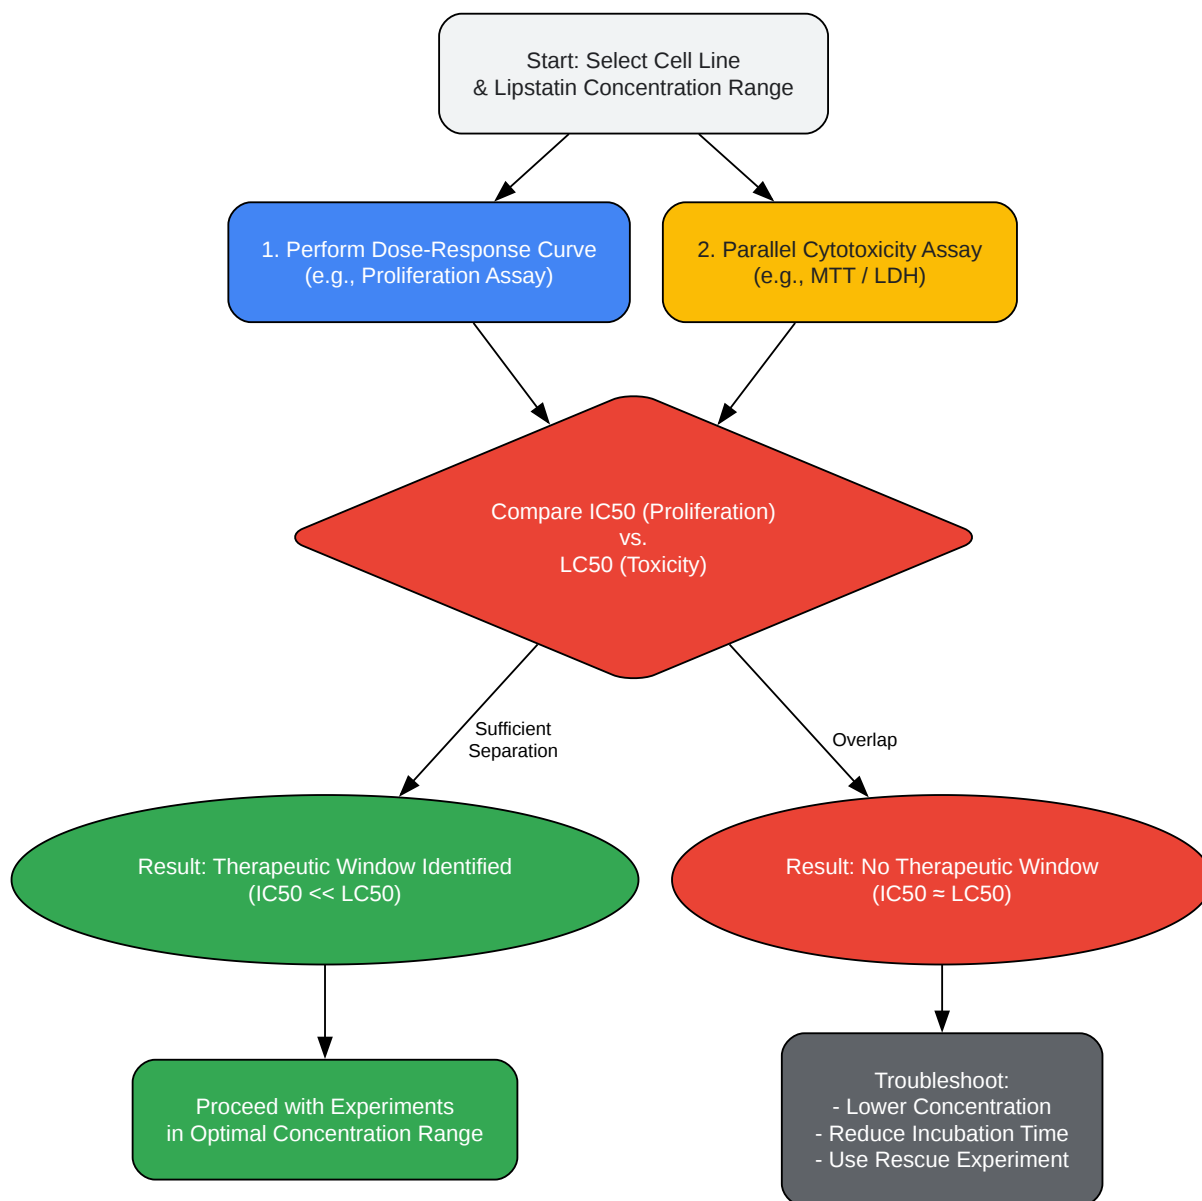 Start: Select Cell Line
& Lipstatin Concentration Range
1. Perform Dose-Response Curve
(e.g., Proliferation Assay)
2. Parallel Cytotoxicity Assay
(e.g., MTT / LDH)
Compare IC50 (Proliferation)
vs.
LC50 (Toxicity)
Sufficient
Separation
Overlap
Result: Therapeutic Window Identified
(IC50 << LC50)
Result: No Therapeutic Window
(IC50 ≈ LC50)
Proceed with Experiments
in Optimal Concentration Range
Troubleshoot:
- Lower Concentration
- Reduce Incubation Time
- Use Rescue Experiment